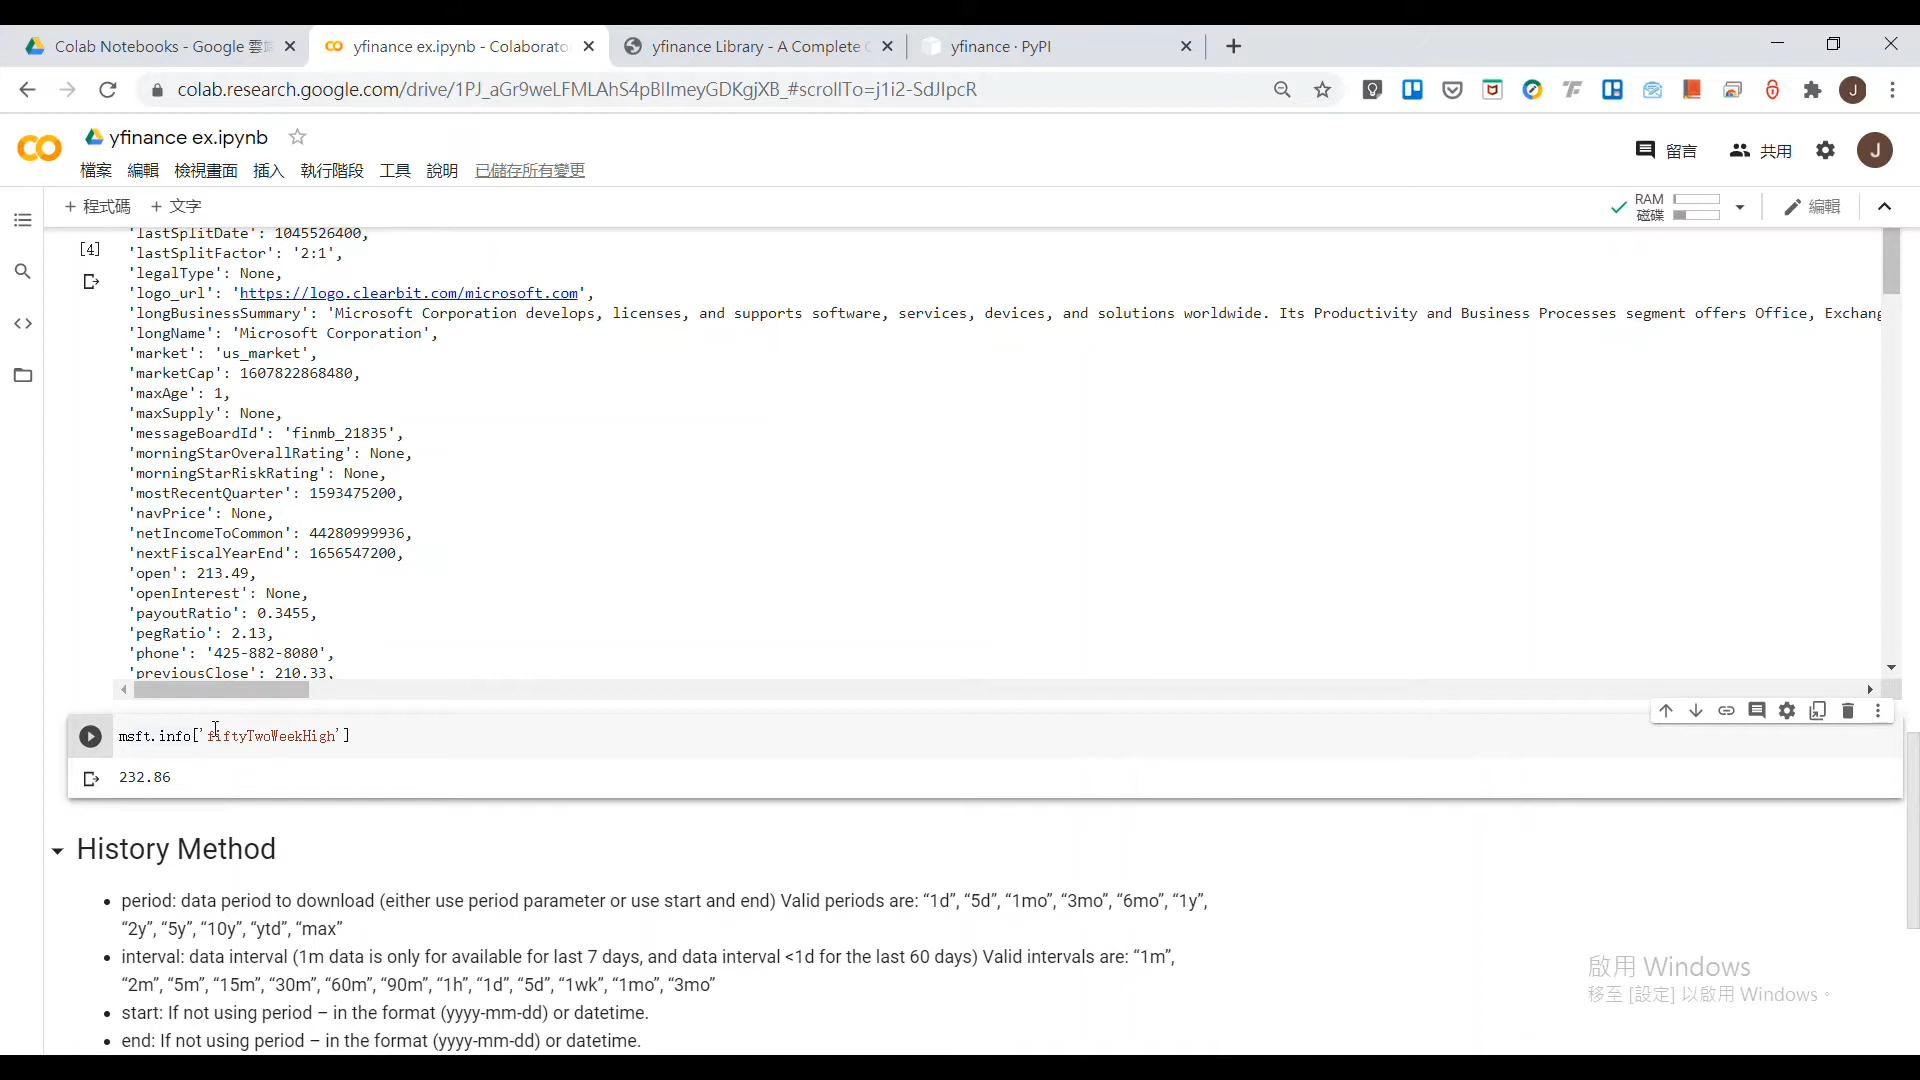 Colab Notebooks - Google 雲端
yfinance ex.ipynb - Colaborato
yfinance Library - A Complete G
yfinance · PyPI
colab.research.google.com/drive/1PJ_aGr9weLFMLAhS4pBlImeyGDKgjXB_#scrollTo=j1i2-SdJlpcR
J
yfinance ex.ipynb
檔案 編輯 檢視畫面 插入 執行階段 工具 說明 已儲存所有變更
留言 共用 J
+ 程式碼 + 文字
RAM
磁碟
編輯
'lastSplitDate': 1045526400,
[4]
'lastSplitFactor': '2:1',
'legalType': None,
'logo_url': 'https://logo.clearbit.com/microsoft.com',
'longBusinessSummary': 'Microsoft Corporation develops, licenses, and supports software, services, devices, and solutions worldwide. Its Productivity and Business Processes segment offers Office, Exchang
'longName': 'Microsoft Corporation',
'market': 'us_market',
'marketCap': 1607822868480,
'maxAge': 1,
'maxSupply': None,
'messageBoardId': 'finmb_21835',
'morningStarOverallRating': None,
'morningStarRiskRating': None,
'mostRecentQuarter': 1593475200,
'navPrice': None,
'netIncomeToCommon': 44280999936,
'nextFiscalYearEnd': 1656547200,
'open': 213.49,
'openInterest': None,
'payoutRatio': 0.3455,
'pegRatio': 2.13,
'phone': '425-882-8080',
'previousClose': 210.33,
msft.info['fiftyTwoWeekHigh']
232.86
History Method
• period: data period to download (either use period parameter or use start and end) Valid periods are: “1d”, “5d”, “1mo”, “3mo”, “6mo”, “1y”,
“2y”, “5y”, “10y”, “ytd”, “max”
• interval: data interval (1m data is only for available for last 7 days, and data interval <1d for the last 60 days) Valid intervals are: “1m”,
“2m”, “5m”, “15m”, “30m”, “60m”, “90m”, “1h”, “1d”, “5d”, “1wk”, “1mo”, “3mo”
• start: If not using period – in the format (yyyy-mm-dd) or datetime.
• end: If not using period – in the format (yyyy-mm-dd) or datetime.
啟用 Windows
移至 [設定] 以啟用 Windows。